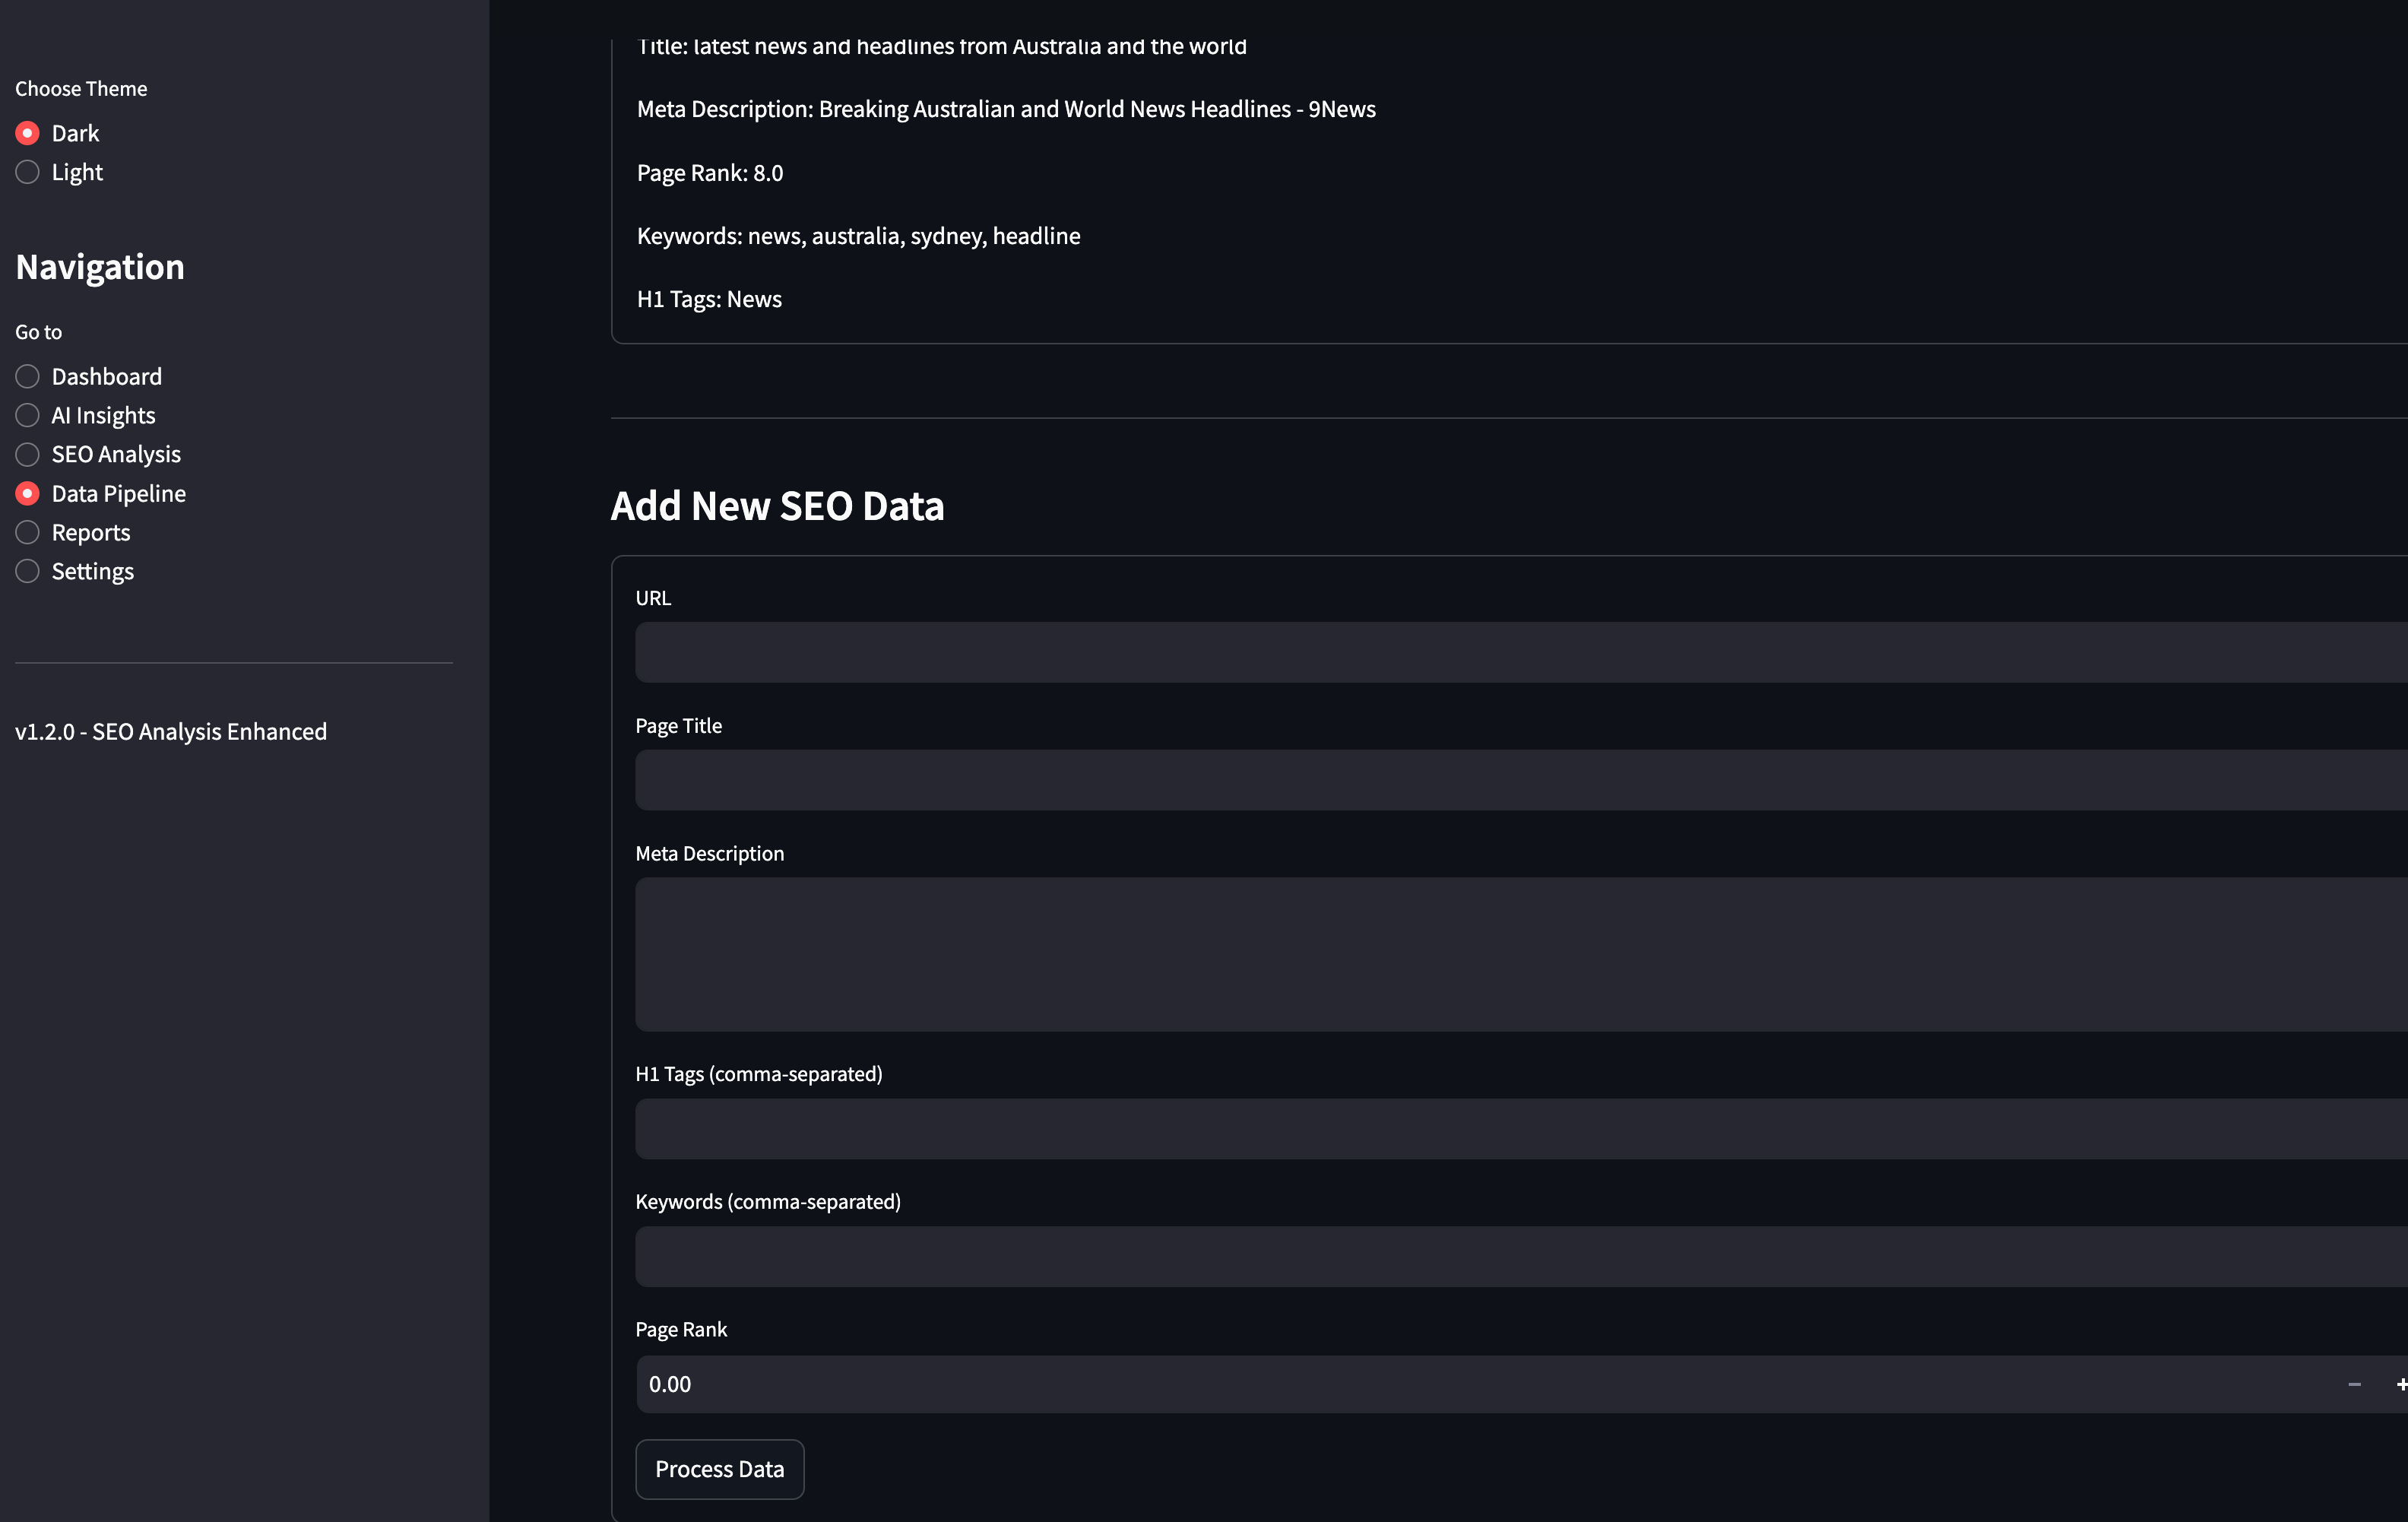 Choose Theme
Dark
Light
Navigation
Go to
Dashboard
AI Insights
SEO Analysis
Data Pipeline
Reports
Settings
v1.2.0 - SEO Analysis Enhanced
Title: latest news and headlines from Australia and the world
Meta Description: Breaking Australian and World News Headlines - 9News
Page Rank: 8.0
Keywords: news, australia, sydney, headline
H1 Tags: News
Add New SEO Data
URL
Page Title
Meta Description
H1 Tags (comma-separated)
Keywords (comma-separated)
Page Rank
0.00
Process Data